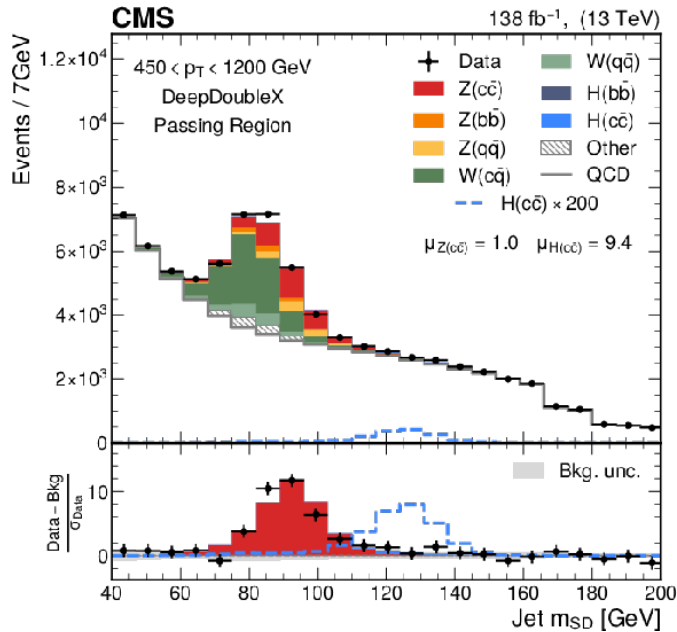 CMS 138 fb⁻¹, (13 TeV)
Events / 7GeV
1.2×10⁴
10⁴
8×10³
6×10³
4×10³
2×10³
0
450 < p_T < 1200 GeV
DeepDoubleX
Passing Region
Data
Z(cc̄)
Z(bb̄)
Z(qq̄)
W(cq̄)
W(qq̄)
H(bb̄)
H(cc̄)
Other
QCD
H(cc̄) × 200
μ_Z(cc̄) = 1.0 μ_H(cc̄) = 9.4
Data − Bkg
σ_Data
10
0
Bkg. unc.
40 60 80 100 120 140 160 180 200
Jet m_SD [GeV]